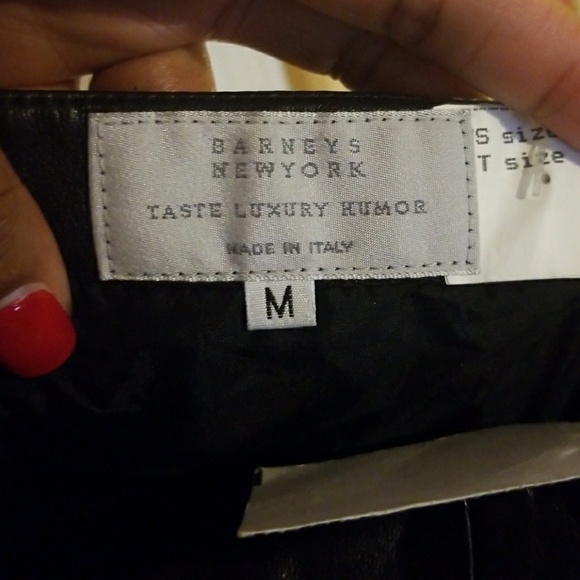 BARNEYS
NEWYORK
TASTE LUXURY HUMOR
MADE IN ITALY
M
S size
T size